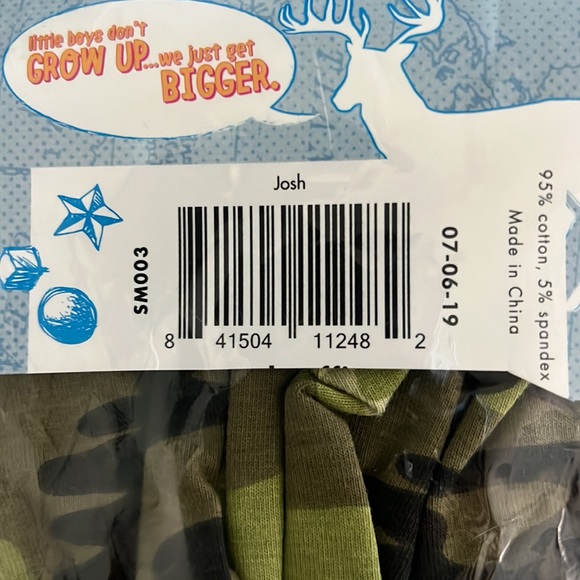 little boys don't
GROW UP...we just get
BIGGER.
Josh
SM003
8 41504 11248 2
07-06-19
95% cotton, 5% spandex
Made in China